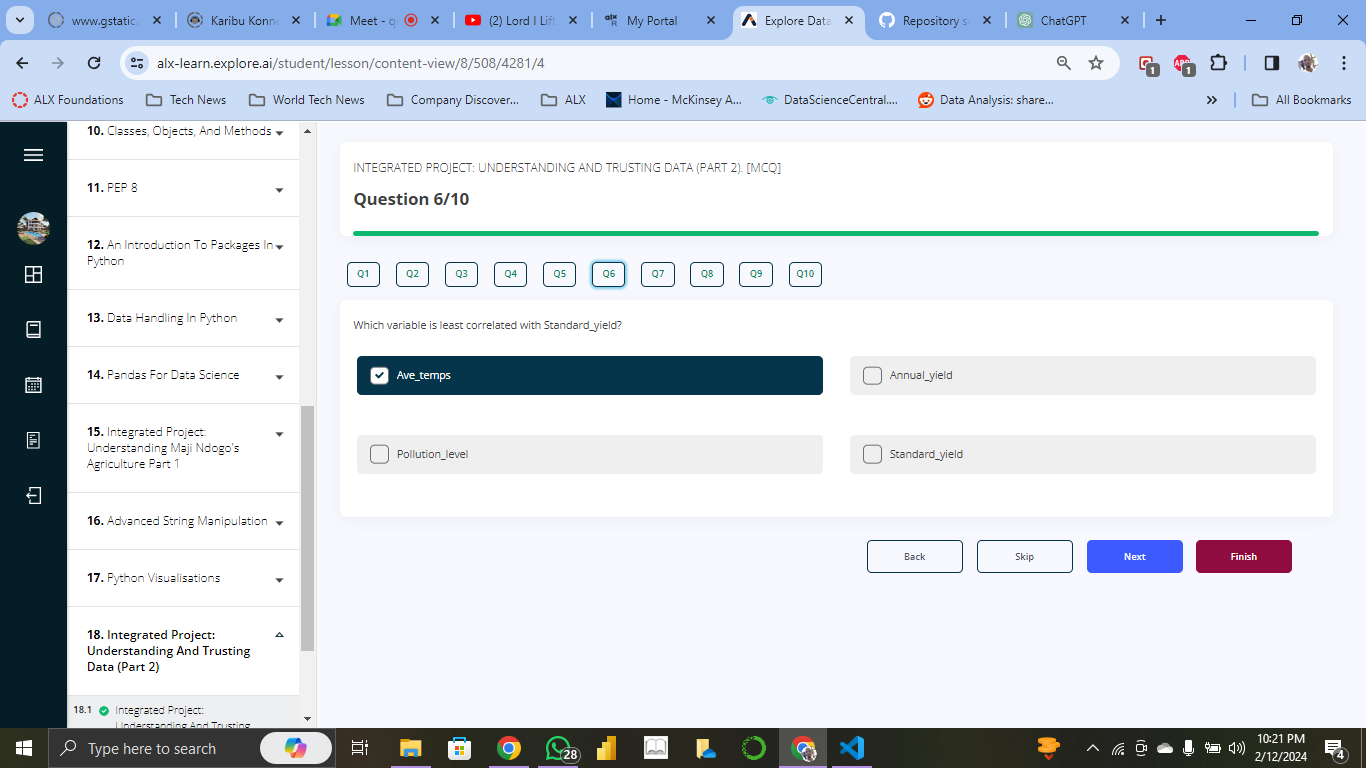 www.gstatic.
Karibu Konne
Meet - q
(2) Lord I Lift
My Portal
Explore Data
Repository s
ChatGPT
alx-learn.explore.ai/student/lesson/content-view/8/508/4281/4
1
1
ALX Foundations
Tech News
World Tech News
Company Discover...
ALX
Home - McKinsey A...
DataScienceCentral....
Data Analysis: share...
»
All Bookmarks
10. Classes, Objects, And Methods
11. PEP 8
12. An Introduction To Packages In
Python
13. Data Handling In Python
14. Pandas For Data Science
15. Integrated Project:
Understanding Maji Ndogo's
Agriculture Part 1
16. Advanced String Manipulation
17. Python Visualisations
18. Integrated Project:
Understanding And Trusting
Data (Part 2)
18.1 Integrated Project:
Understanding And Trusting
INTEGRATED PROJECT: UNDERSTANDING AND TRUSTING DATA (PART 2). [MCQ]
Question 6/10
Q1 Q2 Q3 Q4 Q5 Q6 Q7 Q8 Q9 Q10
Which variable is least correlated with Standard_yield?
Ave_temps
Annual_yield
Pollution_level
Standard_yield
Back
Skip
Next
Finish
Type here to search
28
10:21 PM
2/12/2024
4